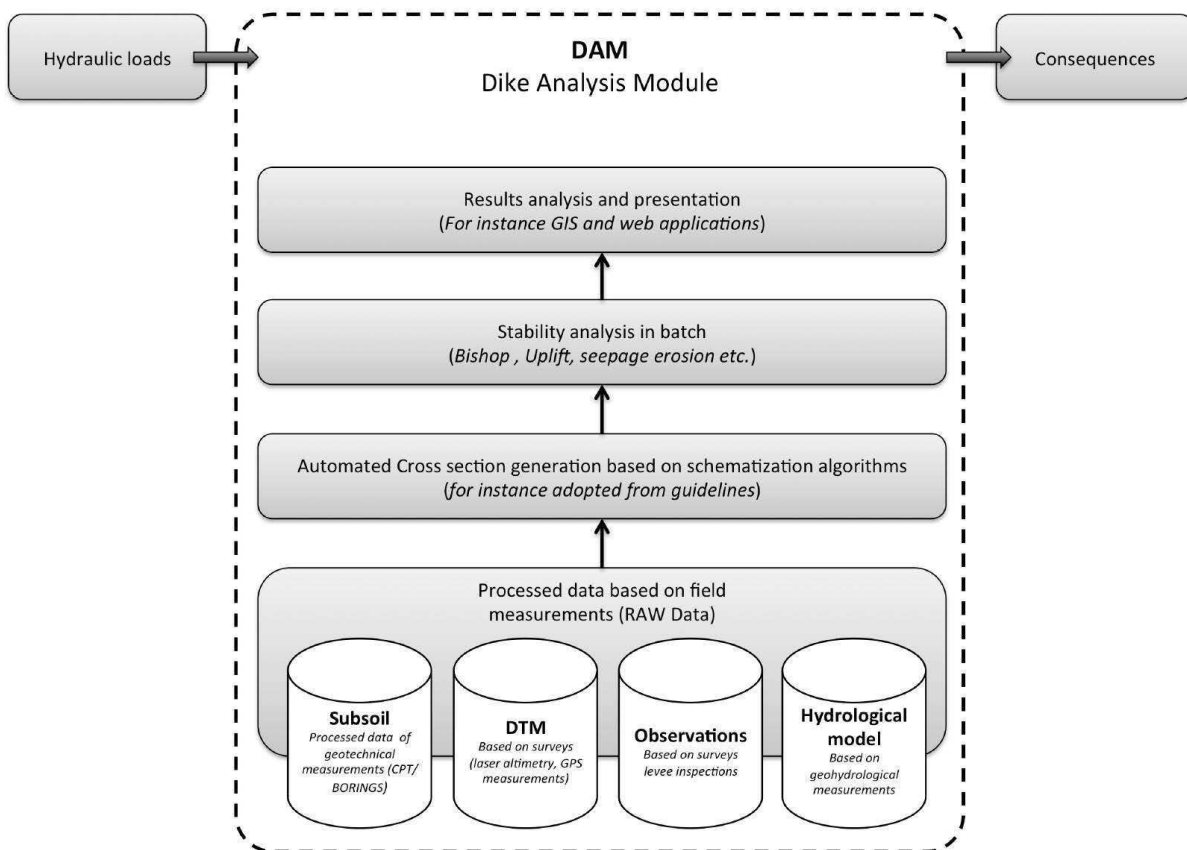 Hydraulic loads
DAM
Dike Analysis Module
Consequences
Results analysis and presentation
(For instance GIS and web applications)
Stability analysis in batch
(Bishop , Uplift, seepage erosion etc.)
Automated Cross section generation based on schematization algorithms
(for instance adopted from guidelines)
Processed data based on field
measurements (RAW Data)
Subsoil
Processed data of
geotechnical
measurements (CPT/
BORINGS)
DTM
Based on surveys
(laser altimetry, GPS
measurements)
Observations
Based on surveys
levee inspections
Hydrological
model
Based on
geohydrological
measurements